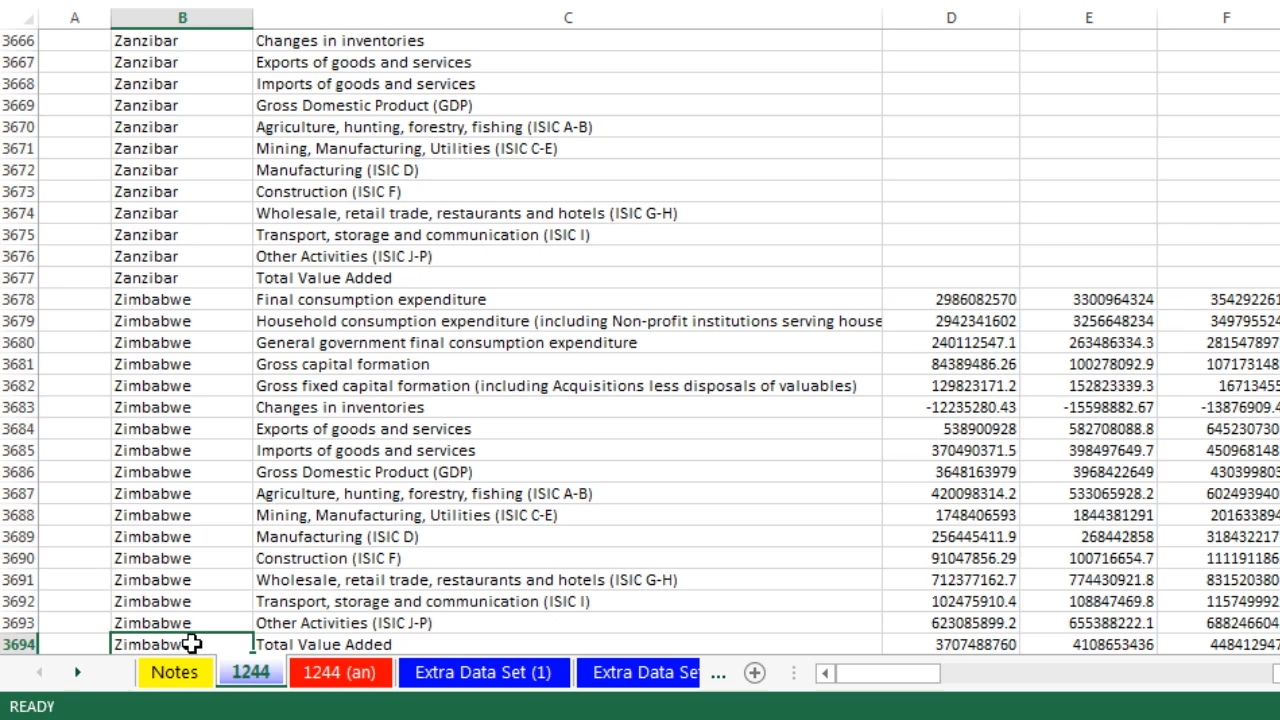 A B C D E F
3666 Zanzibar Changes in inventories
3667 Zanzibar Exports of goods and services
3668 Zanzibar Imports of goods and services
3669 Zanzibar Gross Domestic Product (GDP)
3670 Zanzibar Agriculture, hunting, forestry, fishing (ISIC A-B)
3671 Zanzibar Mining, Manufacturing, Utilities (ISIC C-E)
3672 Zanzibar Manufacturing (ISIC D)
3673 Zanzibar Construction (ISIC F)
3674 Zanzibar Wholesale, retail trade, restaurants and hotels (ISIC G-H)
3675 Zanzibar Transport, storage and communication (ISIC I)
3676 Zanzibar Other Activities (ISIC J-P)
3677 Zanzibar Total Value Added
3678 Zimbabwe Final consumption expenditure 2986082570 3300964324 354292261
3679 Zimbabwe Household consumption expenditure (including Non-profit institutions serving house 2942341602 3256648234 349795524
3680 Zimbabwe General government final consumption expenditure 240112547.1 263486334.3 281547897
3681 Zimbabwe Gross capital formation 84389486.26 100278092.9 107173148
3682 Zimbabwe Gross fixed capital formation (including Acquisitions less disposals of valuables) 129823171.2 152823339.3 16713455
3683 Zimbabwe Changes in inventories -12235280.43 -15598882.67 -13876909.4
3684 Zimbabwe Exports of goods and services 538900928 582708088.8 645230730
3685 Zimbabwe Imports of goods and services 370490371.5 398497649.7 450968148
3686 Zimbabwe Gross Domestic Product (GDP) 3648163979 3968422649 430399803
3687 Zimbabwe Agriculture, hunting, forestry, fishing (ISIC A-B) 420098314.2 533065928.2 602493940
3688 Zimbabwe Mining, Manufacturing, Utilities (ISIC C-E) 1748406593 1844381291 201633894
3689 Zimbabwe Manufacturing (ISIC D) 256445411.9 268442858 318432217
3690 Zimbabwe Construction (ISIC F) 91047856.29 100716654.7 111191186
3691 Zimbabwe Wholesale, retail trade, restaurants and hotels (ISIC G-H) 712377162.7 774430921.8 831520380
3692 Zimbabwe Transport, storage and communication (ISIC I) 102475910.4 108847469.8 115749992
3693 Zimbabwe Other Activities (ISIC J-P) 623085899.2 655388222.1 688246604
3694 Zimbabwe Total Value Added 3707488760 4108653436 448412947
Notes 1244 1244 (an) Extra Data Set (1) Extra Data Se ...
READY